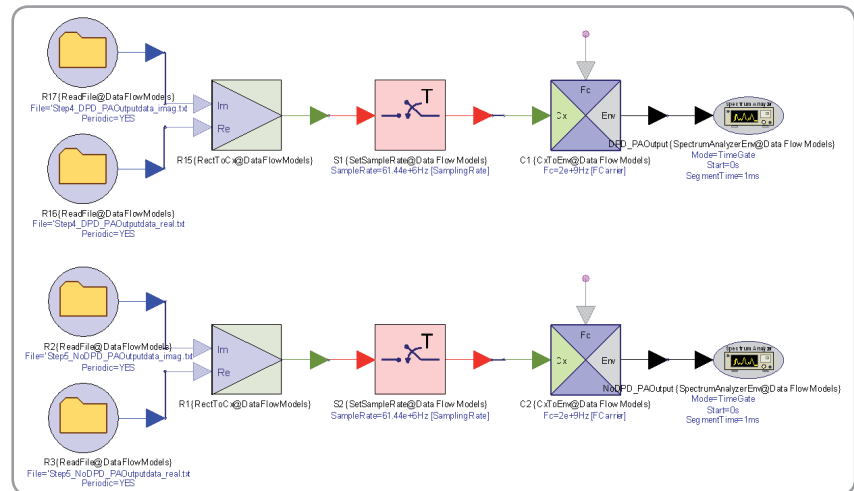 R17{ReadFile@DataFlowModels}
File='Step4_DPD_PAOutputdata_imag.txt
Periodic=YES
R16{ReadFile@DataFlowModels}
File='Step4_DPD_PAOutputdata_real.txt
Periodic=YES
Im
Re
R15{RectToCx@DataFlowModels}
T
S1{SetSampleRate@Data Flow Models}
SampleRate=61.44e+6Hz [SamplingRate]
Fc
Cx
Env
C1{CxToEnv@Data Flow Models}
Fc=2e+9Hz [FCarrier]
Spectrum Analyzer
DPD_PAOutput{SpectrumAnalyzerEnv@Data Flow Models}
Mode=TimeGate
Start=0s
SegmentTime=1ms
R2{ReadFile@DataFlowModels}
File='Step5_NoDPD_PAOutputdata_imag.txt
Periodic=YES
R3{ReadFile@DataFlowModels}
File='Step5_NoDPD_PAOutputdata_real.txt
Periodic=YES
Im
Re
R1{RectToCx@DataFlowModels}
T
S2{SetSampleRate@Data Flow Models}
SampleRate=61.44e+6Hz [SamplingRate]
Fc
Cx
Env
C2{CxToEnv@Data Flow Models}
Fc=2e+9Hz [FCarrier]
Spectrum Analyzer
NoDPD_PAOutput{SpectrumAnalyzerEnv@DataFlowModels}
Mode=TimeGate
Start=0s
SegmentTime=1ms